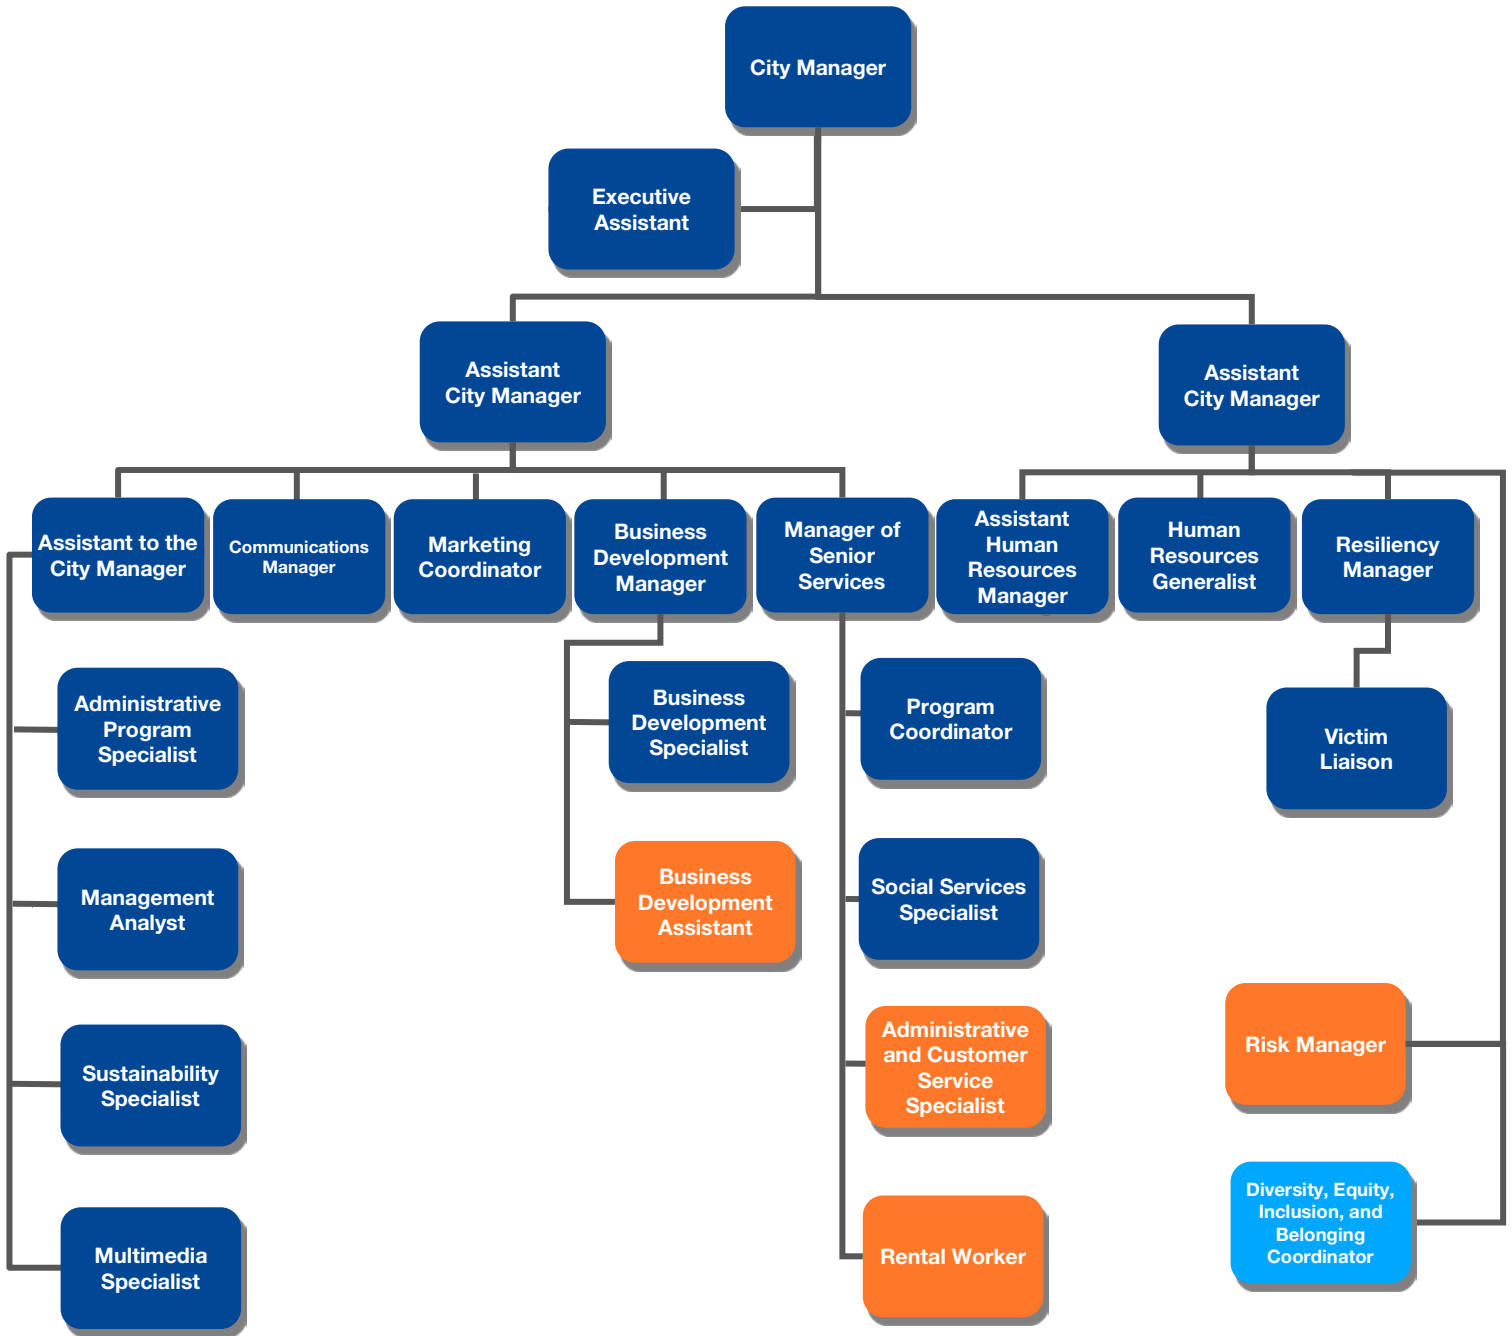 City Manager
Executive
Assistant
Assistant
City Manager
Assistant
City Manager
Assistant to the
City Manager
Communications
Manager
Marketing
Coordinator
Business
Development
Manager
Manager of
Senior
Services
Assistant
Human
Resources
Manager
Human
Resources
Generalist
Resiliency
Manager
Administrative
Program
Specialist
Business
Development
Specialist
Program
Coordinator
Victim
Liaison
Management
Analyst
Business
Development
Assistant
Social Services
Specialist
Sustainability
Specialist
Administrative
and Customer
Service
Specialist
Risk Manager
Multimedia
Specialist
Rental Worker
Diversity, Equity,
Inclusion, and
Belonging
Coordinator